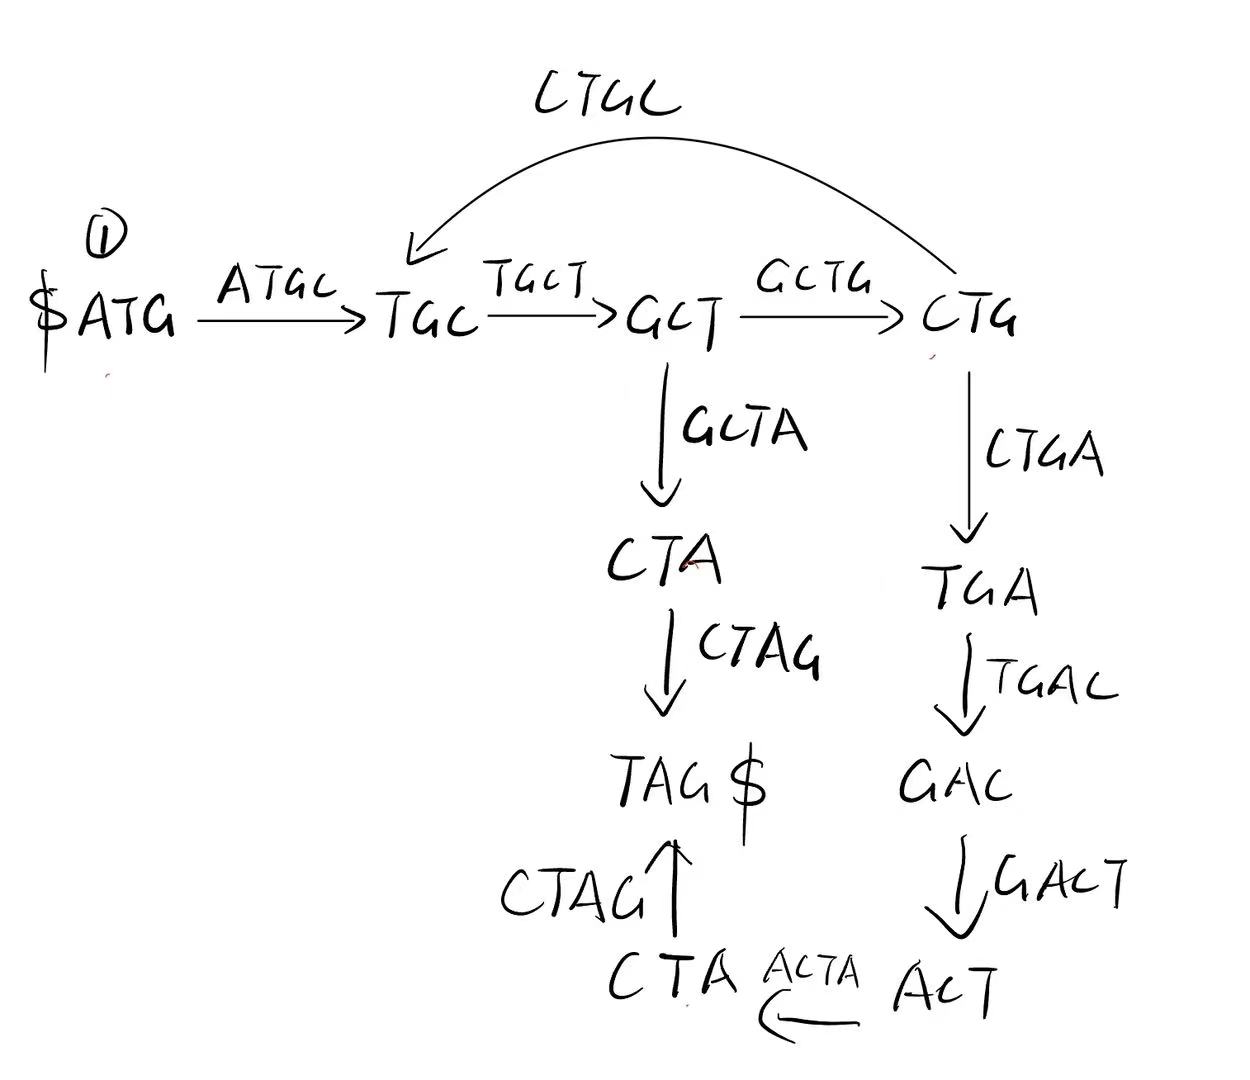 CTGC
①
$ATG ATGC TGC TGCT GCT GCTG CTG
GCTA
CTGA
CTA
TGA
CTAG
TGAC
TAG $
GAC
CTAG
GACT
CTA ACTA ACT